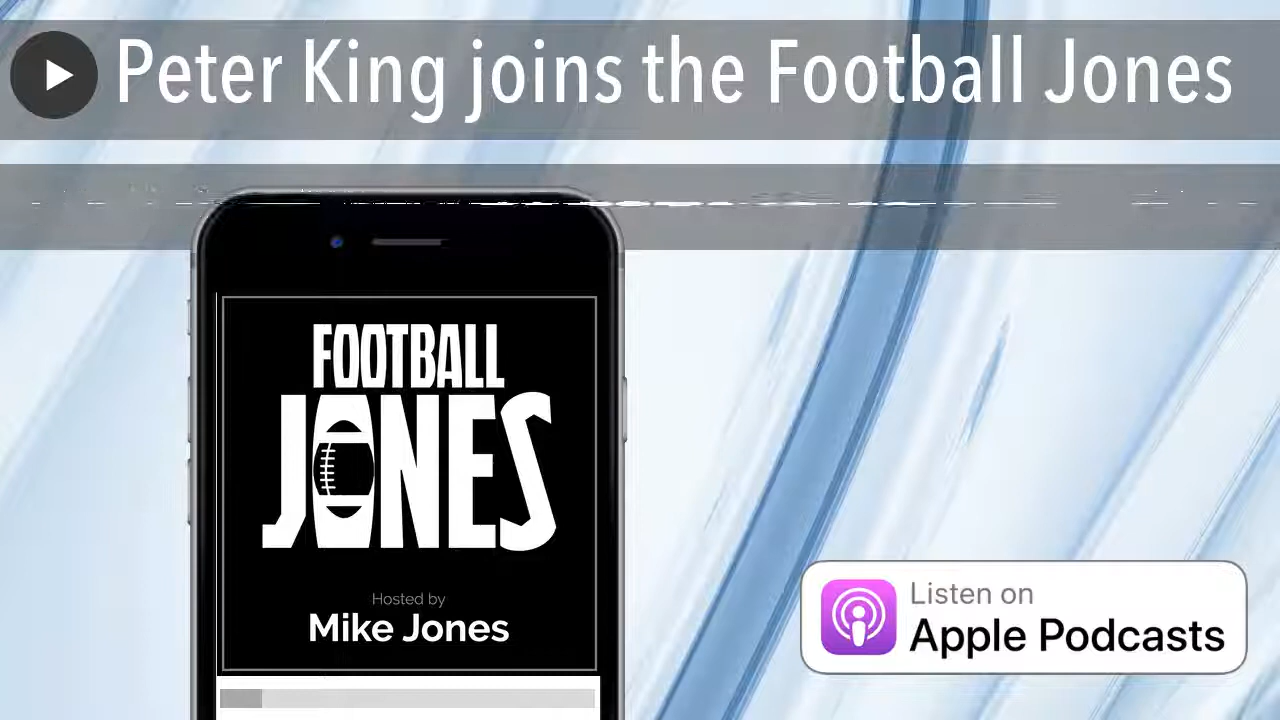 Peter King joins the Football Jones
FOOTBALL
JONES
Hosted by
Mike Jones
Listen on
Apple Podcasts